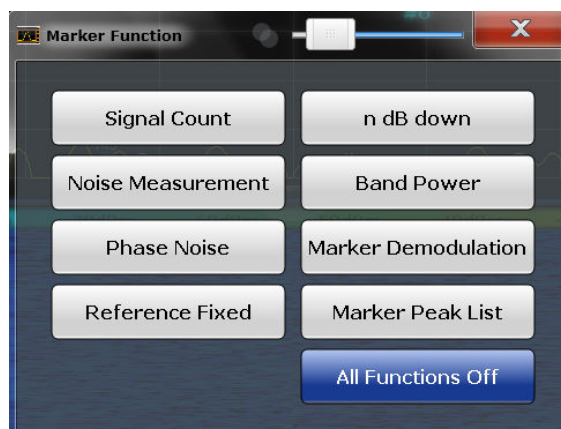 Marker Function
Signal Count
n dB down
Noise Measurement
Band Power
Phase Noise
Marker Demodulation
Reference Fixed
Marker Peak List
All Functions Off